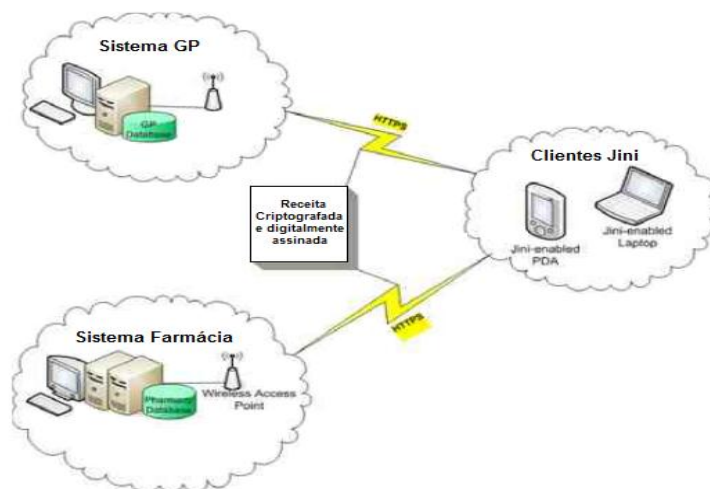 Sistema GP
GP
Database
HTTPS
Clientes Jini
Jini-enabled
PDA
Jini-enabled
Laptop
Receita
Criptografada
e digitalmente
assinada
HTTPS
Sistema Farmácia
Pharmacy
Database
Wireless Access
Point